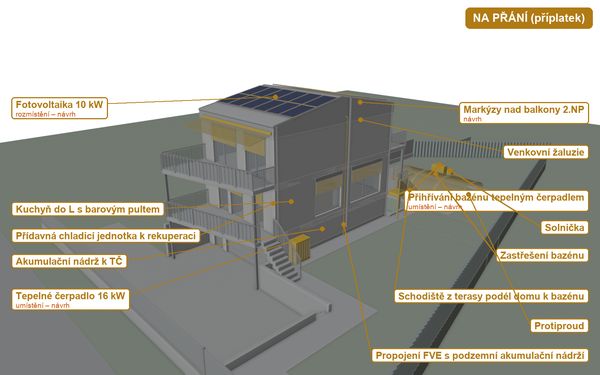 NA PŘÁNÍ (příplatek)
Fotovoltaika 10 kW
rozmístění – návrh
Markýzy nad balkony 2.NP
návrh
Venkovní žaluzie
Kuchyň do L s barovým pultem
Přídavná chladící jednotka k rekuperaci
Akumulační nádrž k TČ
Tepelné čerpadlo 16 kW
umístění – návrh
Přihřívání bazénu tepelným čerpadlem
umístění – návrh
Solnička
Zastřešení bazénu
Schodiště z terasy podél domu k bazénu
Protiproud
Propojení FVE s podzemní akumulační nádrží